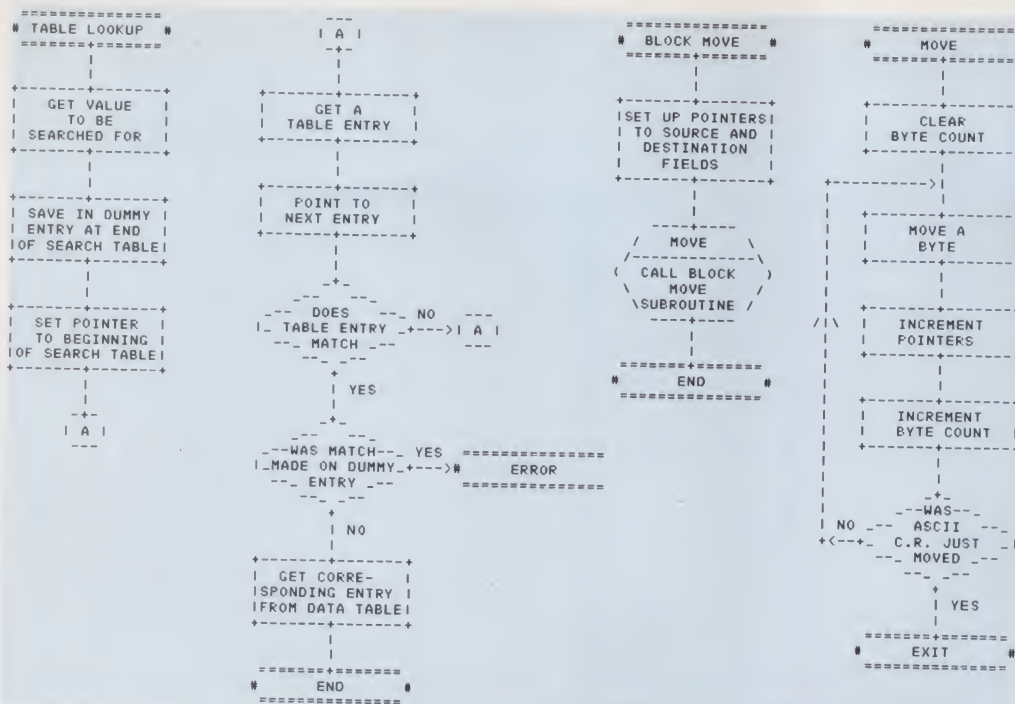 # TABLE LOOKUP #
GET VALUE
TO BE
SEARCHED FOR
SAVE IN DUMMY
ENTRY AT END
OF SEARCH TABLE
SET POINTER
TO BEGINNING
OF SEARCH TABLE
A
A
GET A
TABLE ENTRY
POINT TO
NEXT ENTRY
DOES
TABLE ENTRY
MATCH
NO
A
YES
WAS MATCH
MADE ON DUMMY
ENTRY
YES
# ERROR
NO
GET CORRE-
SPONDING ENTRY
FROM DATA TABLE
# END #
# BLOCK MOVE #
SET UP POINTERS
TO SOURCE AND
DESTINATION
FIELDS
MOVE
CALL BLOCK
MOVE
SUBROUTINE
# END #
# MOVE
CLEAR
BYTE COUNT
MOVE A
BYTE
INCREMENT
POINTERS
INCREMENT
BYTE COUNT
WAS
ASCII
C.R. JUST
MOVED
NO
YES
# EXIT #